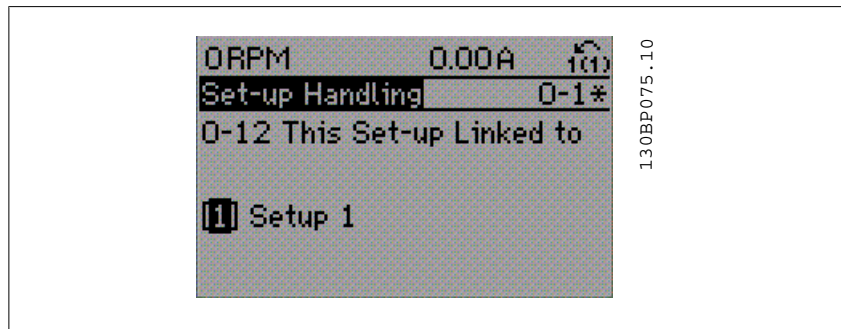 0RPM 0.00A 1(1)
Set-up Handling 0-1*
0-12 This Set-up Linked to
[1] Setup 1
130BP075.10